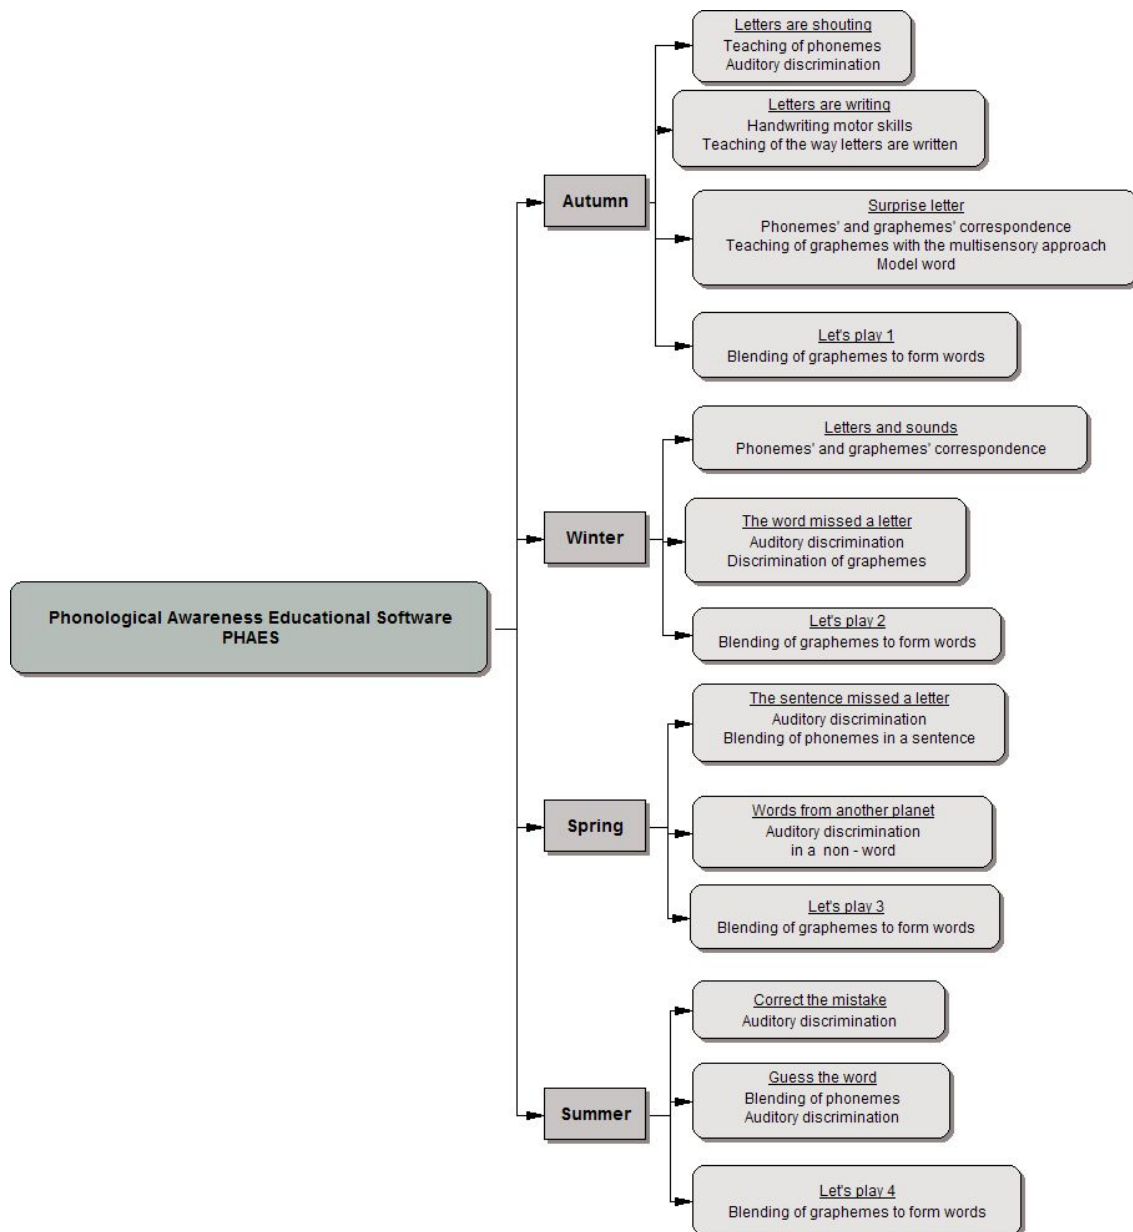 Phonological Awareness Educational Software
PHAES
Autumn
Letters are shouting
Teaching of phonemes
Auditory discrimination
Letters are writing
Handwriting motor skills
Teaching of the way letters are written
Surprise letter
Phonemes' and graphemes' correspondence
Teaching of graphemes with the multisensory approach
Model word
Let's play 1
Blending of graphemes to form words
Winter
Letters and sounds
Phonemes' and graphemes' correspondence
The word missed a letter
Auditory discrimination
Discrimination of graphemes
Let's play 2
Blending of graphemes to form words
Spring
The sentence missed a letter
Auditory discrimination
Blending of phonemes in a sentence
Words from another planet
Auditory discrimination
in a non - word
Let's play 3
Blending of graphemes to form words
Summer
Correct the mistake
Auditory discrimination
Guess the word
Blending of phonemes
Auditory discrimination
Let's play 4
Blending of graphemes to form words